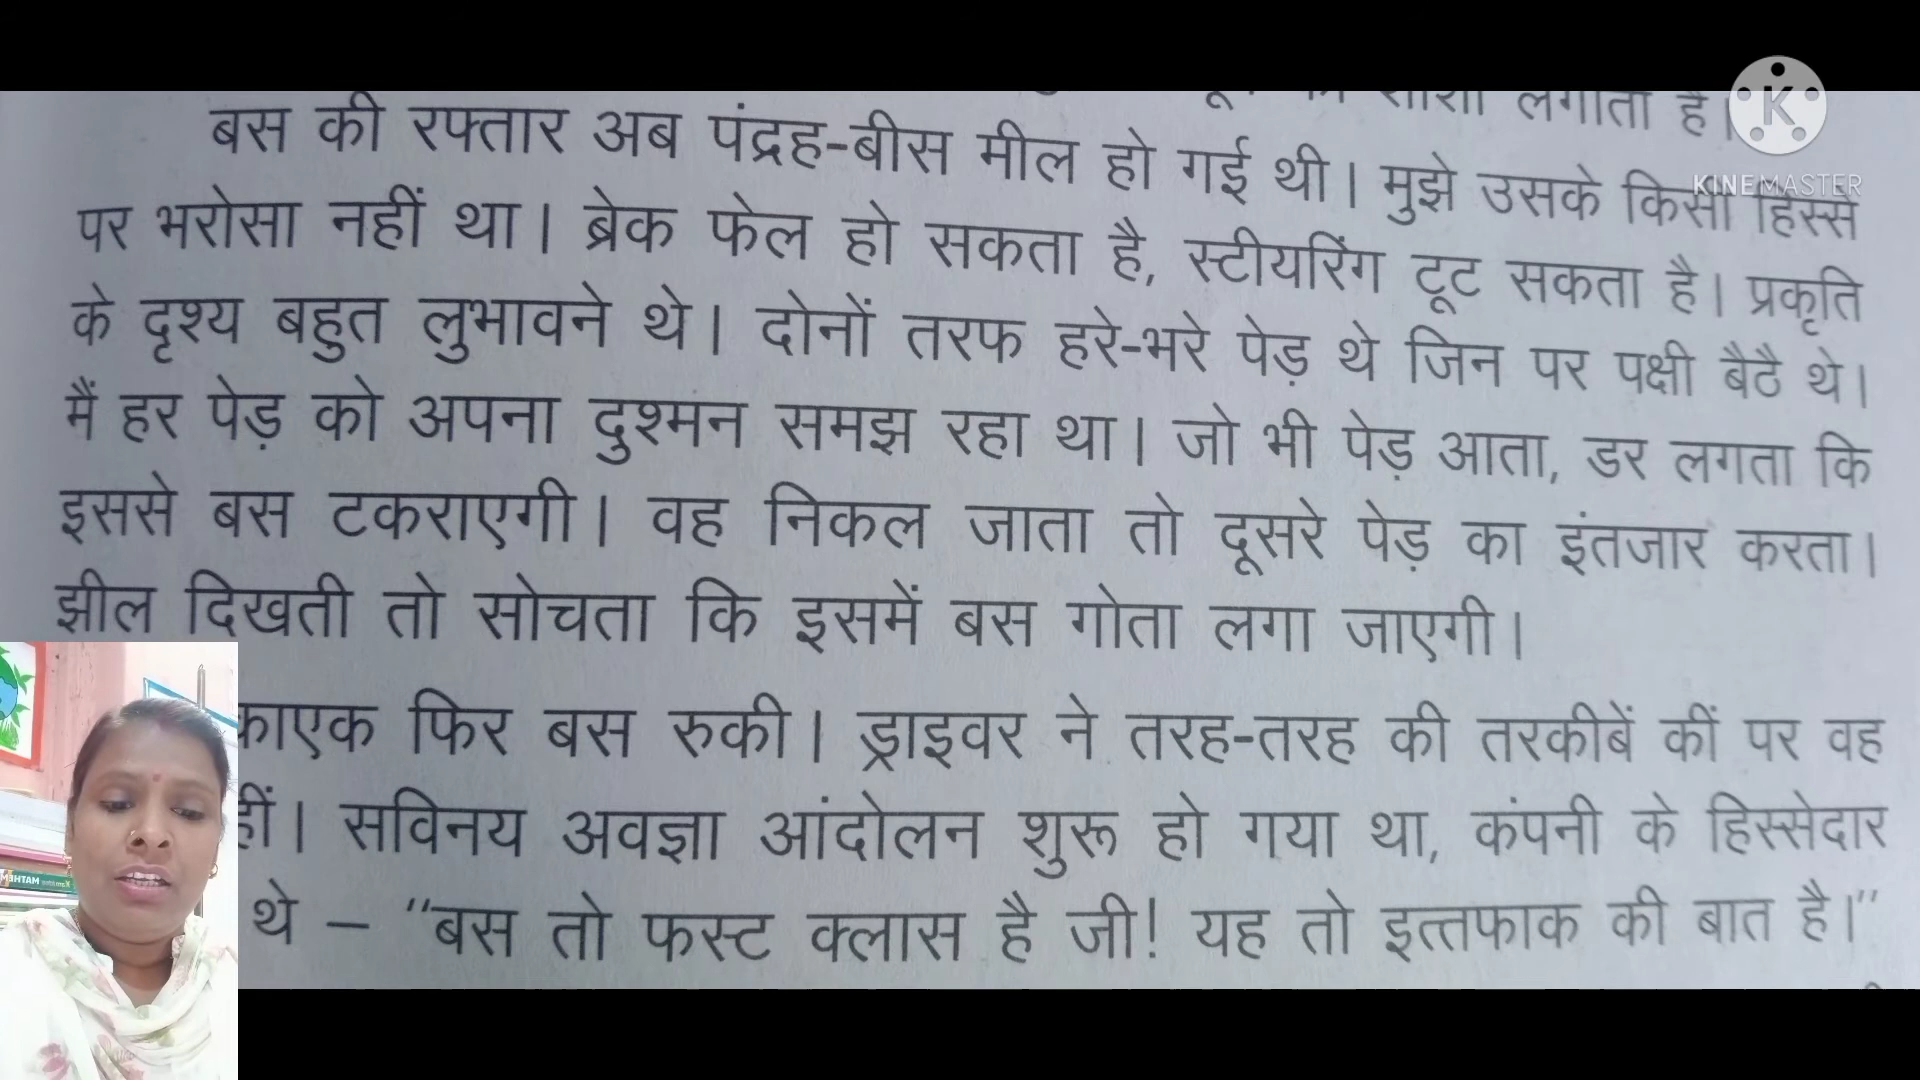 लगाता है।
K
KINEMASTER
बस की रफ्तार अब पंद्रह-बीस मील हो गई थी। मुझे उसके किसी हिस्से
पर भरोसा नहीं था। ब्रेक फेल हो सकता है, स्टीयरिंग टूट सकता है। प्रकृति
के दृश्य बहुत लुभावने थे। दोनों तरफ हरे-भरे पेड़ थे जिन पर पक्षी बैठै थे।
मैं हर पेड़ को अपना दुश्मन समझ रहा था। जो भी पेड़ आता, डर लगता कि
इससे बस टकराएगी। वह निकल जाता तो दूसरे पेड़ का इंतजार करता।
झील दिखती तो सोचता कि इसमें बस गोता लगा जाएगी।
काएक फिर बस रुकी। ड्राइवर ने तरह-तरह की तरकीबें कीं पर वह
हीं। सविनय अवज्ञा आंदोलन शुरू हो गया था, कंपनी के हिस्सेदार
थे – "बस तो फस्ट क्लास है जी! यह तो इत्तफाक की बात है।"